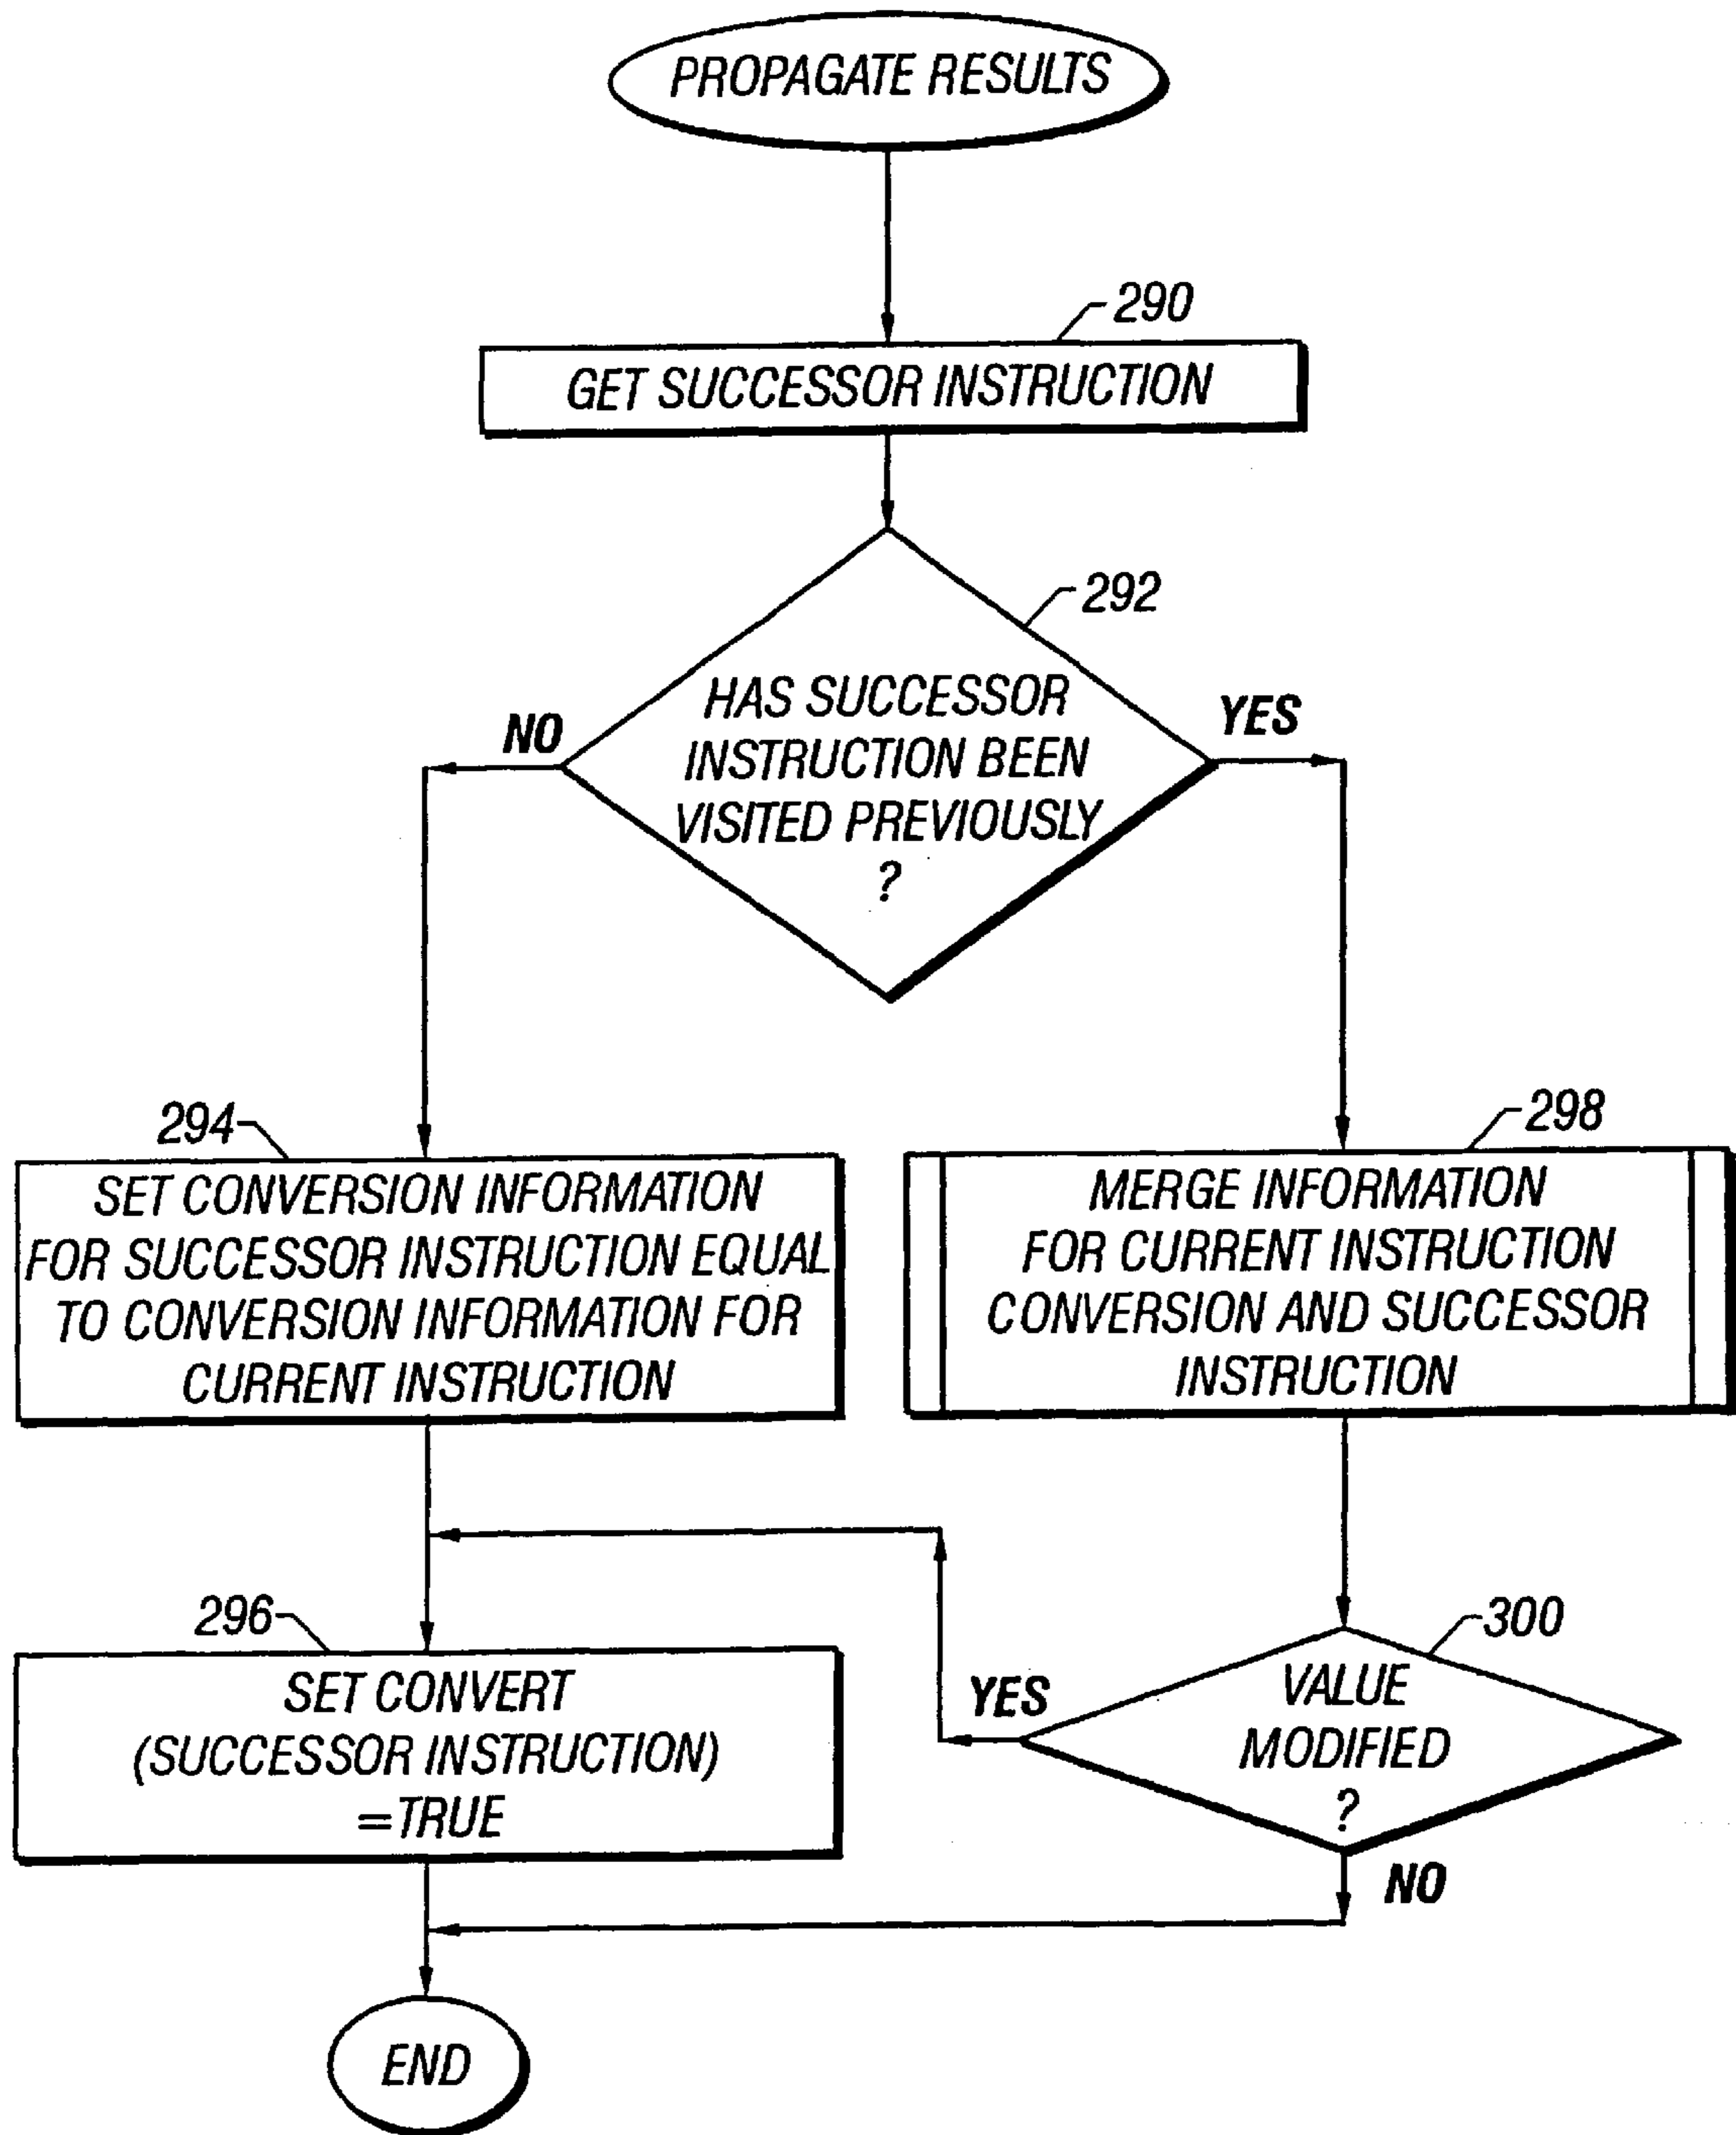 PROPAGATE RESULTS
290
GET SUCCESSOR INSTRUCTION
292
HAS SUCCESSOR
INSTRUCTION BEEN
VISITED PREVIOUSLY
?
NO
YES
294
SET CONVERSION INFORMATION
FOR SUCCESSOR INSTRUCTION EQUAL
TO CONVERSION INFORMATION FOR
CURRENT INSTRUCTION
298
MERGE INFORMATION
FOR CURRENT INSTRUCTION
CONVERSION AND SUCCESSOR
INSTRUCTION
296
SET CONVERT
(SUCCESSOR INSTRUCTION)
=TRUE
300
VALUE
MODIFIED
?
YES
NO
END